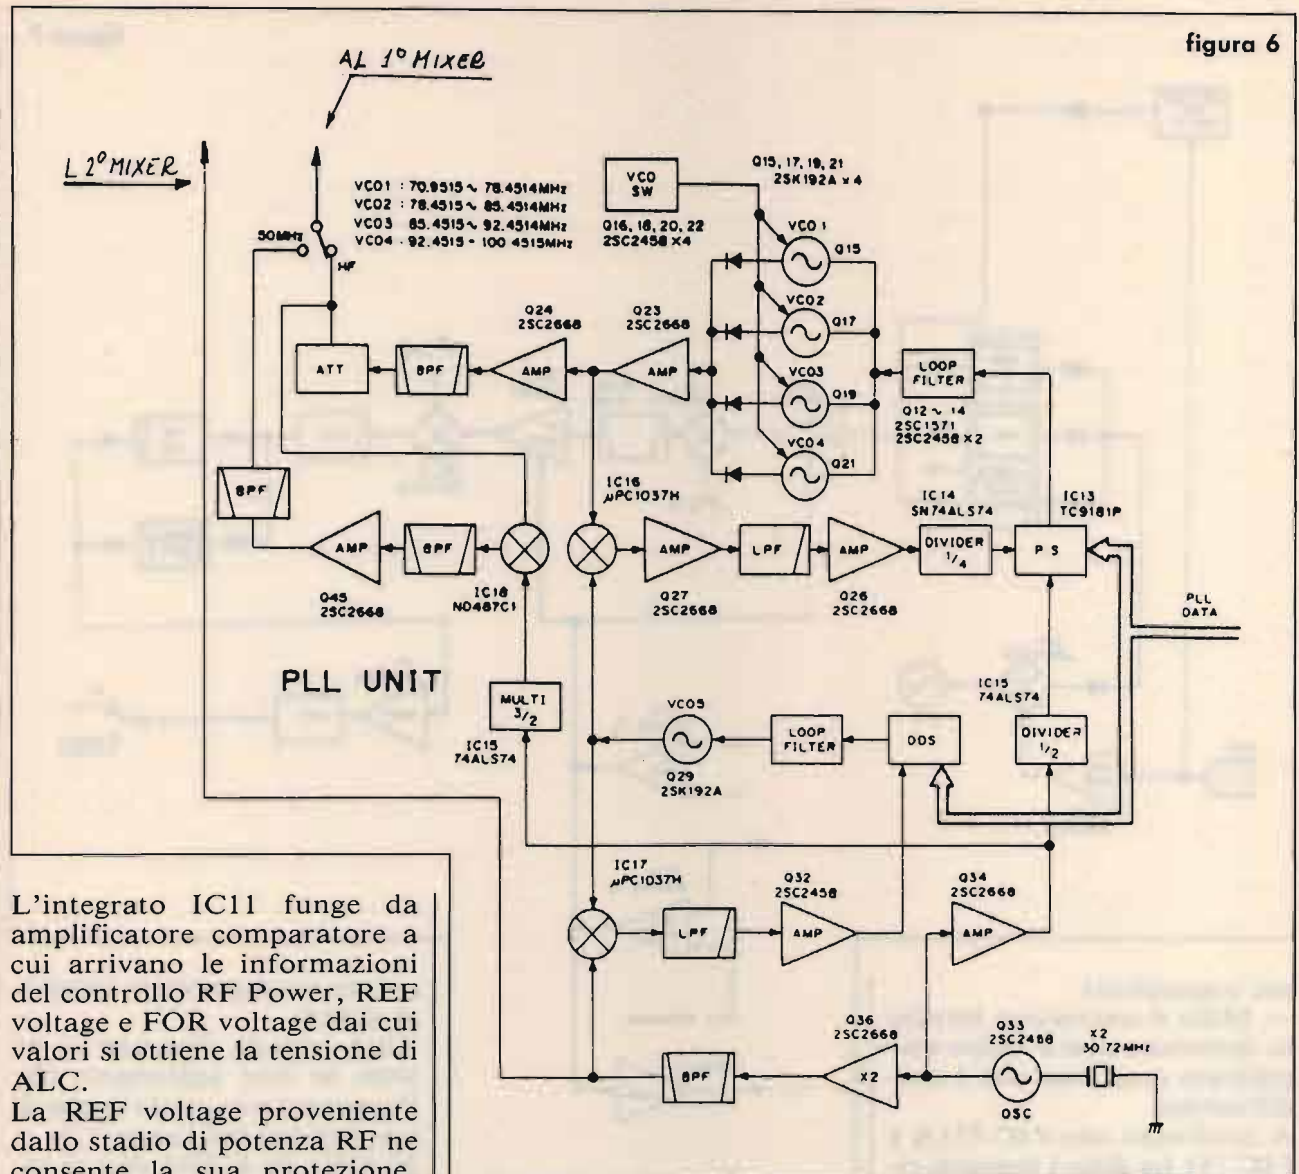 figura 6
AL 1° MIXER
L 2° MIXER
VCO1 : 70.9515 ~ 78.4514MHz
VCO2 : 78.4515 ~ 85.4514MHz
VCO3 85.4515 ~ 92.4514MHz
VCO4 · 92.4515 - 100 4515MHz
50MHz
HF
VCO
SW
Q16, 18, 20, 22
2SC2458 X4
Q15, 17, 19, 21
2SK192A x 4
VCO 1
Q15
VCO2
Q17
VCO3
Q19
VCO4
Q21
Q24
2SC2668
Q23
2SC2668
ATT
BPF
AMP
AMP
LOOP
FILTER
Q12 ~ 14
2SC1571
2SC2458 X 2
BPF
IC16
µPC1037H
IC14
SN74ALS74
IC13
TC9181P
AMP
BPF
AMP
LPF
AMP
DIVIDER
1/4
P S
Q45
2SC2668
IC18
ND487C1
Q27
2SC2668
Q26
2SC2668
PLL
DATA
PLL UNIT
MULTI
3/2
IC15
74ALS74
VCO5
Q29
2SK192A
LOOP
FILTER
DDS
IC15
74ALS74
DIVIDER
1/2
IC17
µPC1037H
Q32
2SC2458
Q34
2SC2668
LPF
AMP
AMP
Q36
2SC2668
Q33
2SC2458
X2
30 72MHz
BPF
X2
OSC
L'integrato IC11 funge da
amplificatore comparatore a
cui arrivano le informazioni
del controllo RF Power, REF
voltage e FOR voltage dai cui
valori si ottiene la tensione di
ALC.
La REF voltage proveniente
dallo stadio di potenza RF ne
consente la sua protezione